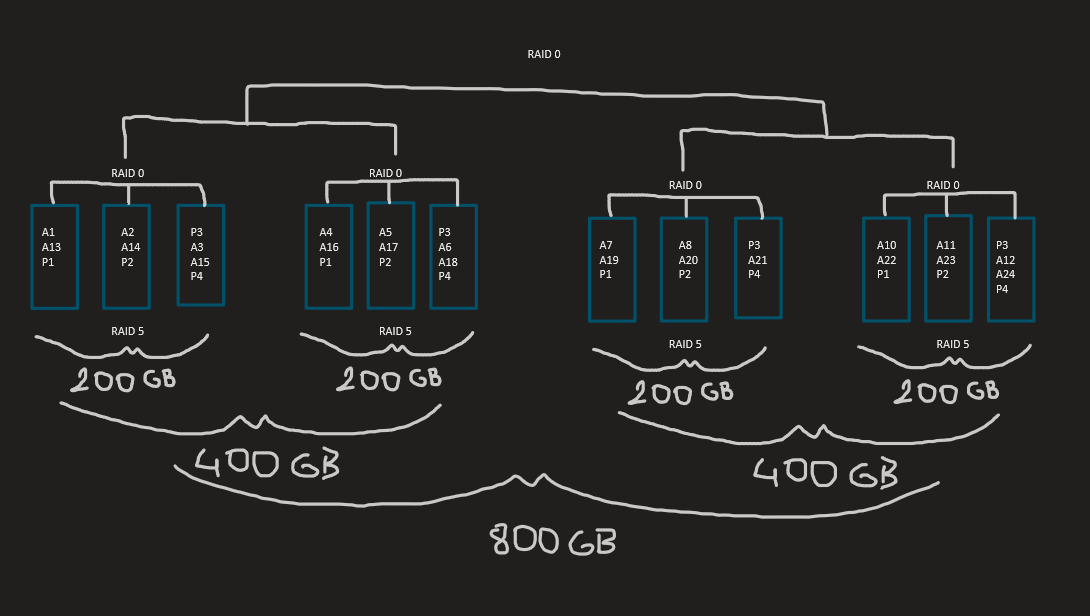 RAID 0
RAID 0
RAID 0
RAID 0
RAID 0
A1
A13
P1
A2
A14
P2
P3
A3
A15
P4
A4
A16
P1
A5
A17
P2
P3
A6
A18
P4
A7
A19
P1
A8
A20
P2
P3
A21
P4
A10
A22
P1
A11
A23
P2
P3
A12
A24
P4
RAID 5
RAID 5
RAID 5
RAID 5
200 GB
200 GB
200 GB
200 GB
400 GB
400 GB
800 GB